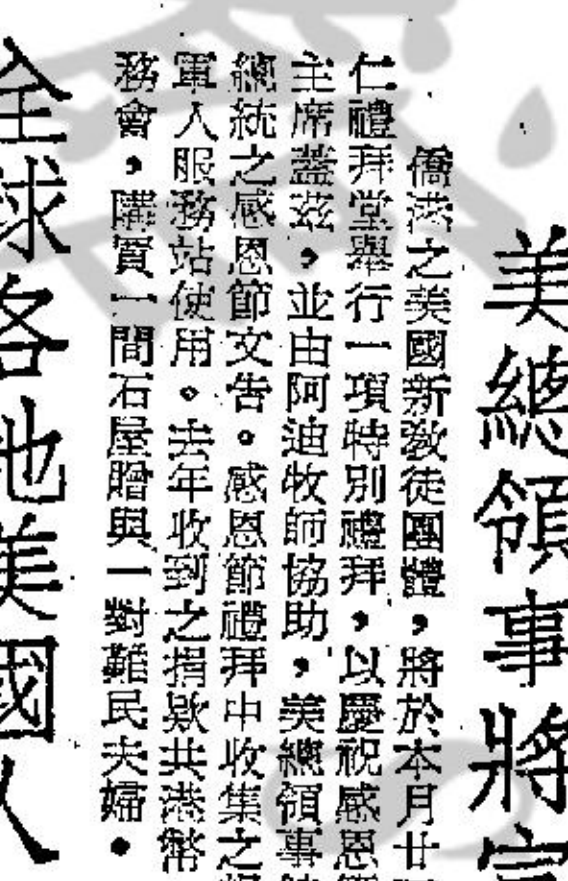 美總領事將宣
僑港之美國新教徒團體,將於本月廿
仁禮拜堂舉行一項特別禮拜,以慶祝感恩節
主席蓋茲,並由阿迪牧師協助,美總領事
總統之感恩節文告。感恩節禮拜中收集之
軍人服務站使用。去年收到之捐欵共港幣
務會,購買一間石屋贈與一對難民夫婦。
全球各地美國人